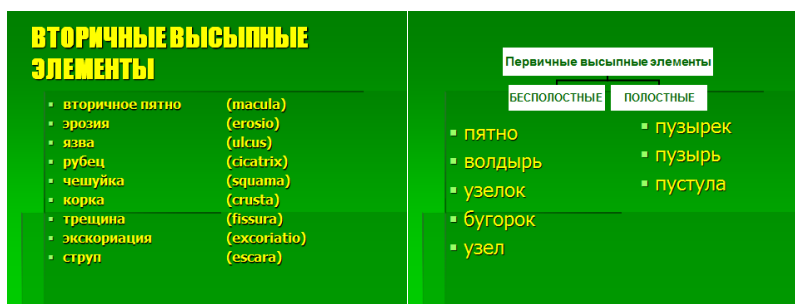 ВТОРИЧНЫЕ ВЫСЫПНЫЕ
ЭЛЕМЕНТЫ
вторичное пятно (macula)
эрозия (erosio)
язва (ulcus)
рубец (cicatrix)
чешуйка (squama)
корка (crusta)
трещина (fissura)
экскориация (excoriatio)
струп (escara)
Первичные высыпные элементы
БЕСПОЛОСТНЫЕ
пятно
волдырь
узелок
бугорок
узел
ПОЛОСТНЫЕ
пузырек
пузырь
пустула